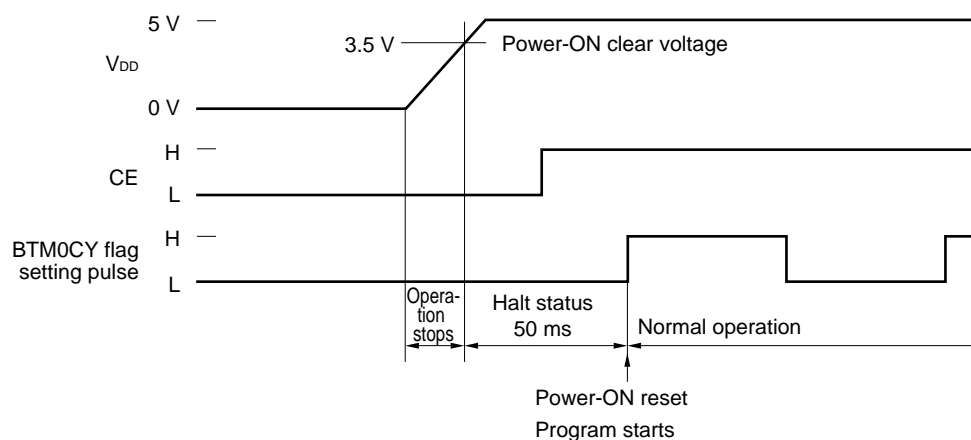 5 V
3.5 V
Power-ON clear voltage
VDD
0 V
H
CE
L
H
BTM0CY flag
setting pulse
L
Opera-
tion
stops
Halt status
50 ms
Normal operation
Power-ON reset
Program starts